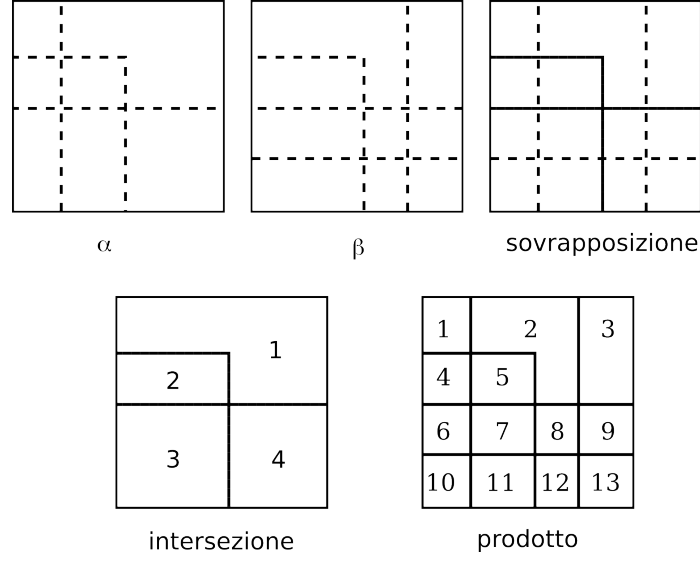 α
β
sovrapposizione
1
2
3
4
intersezione
1 2 3
4 5
6 7 8 9
10 11 12 13
prodotto